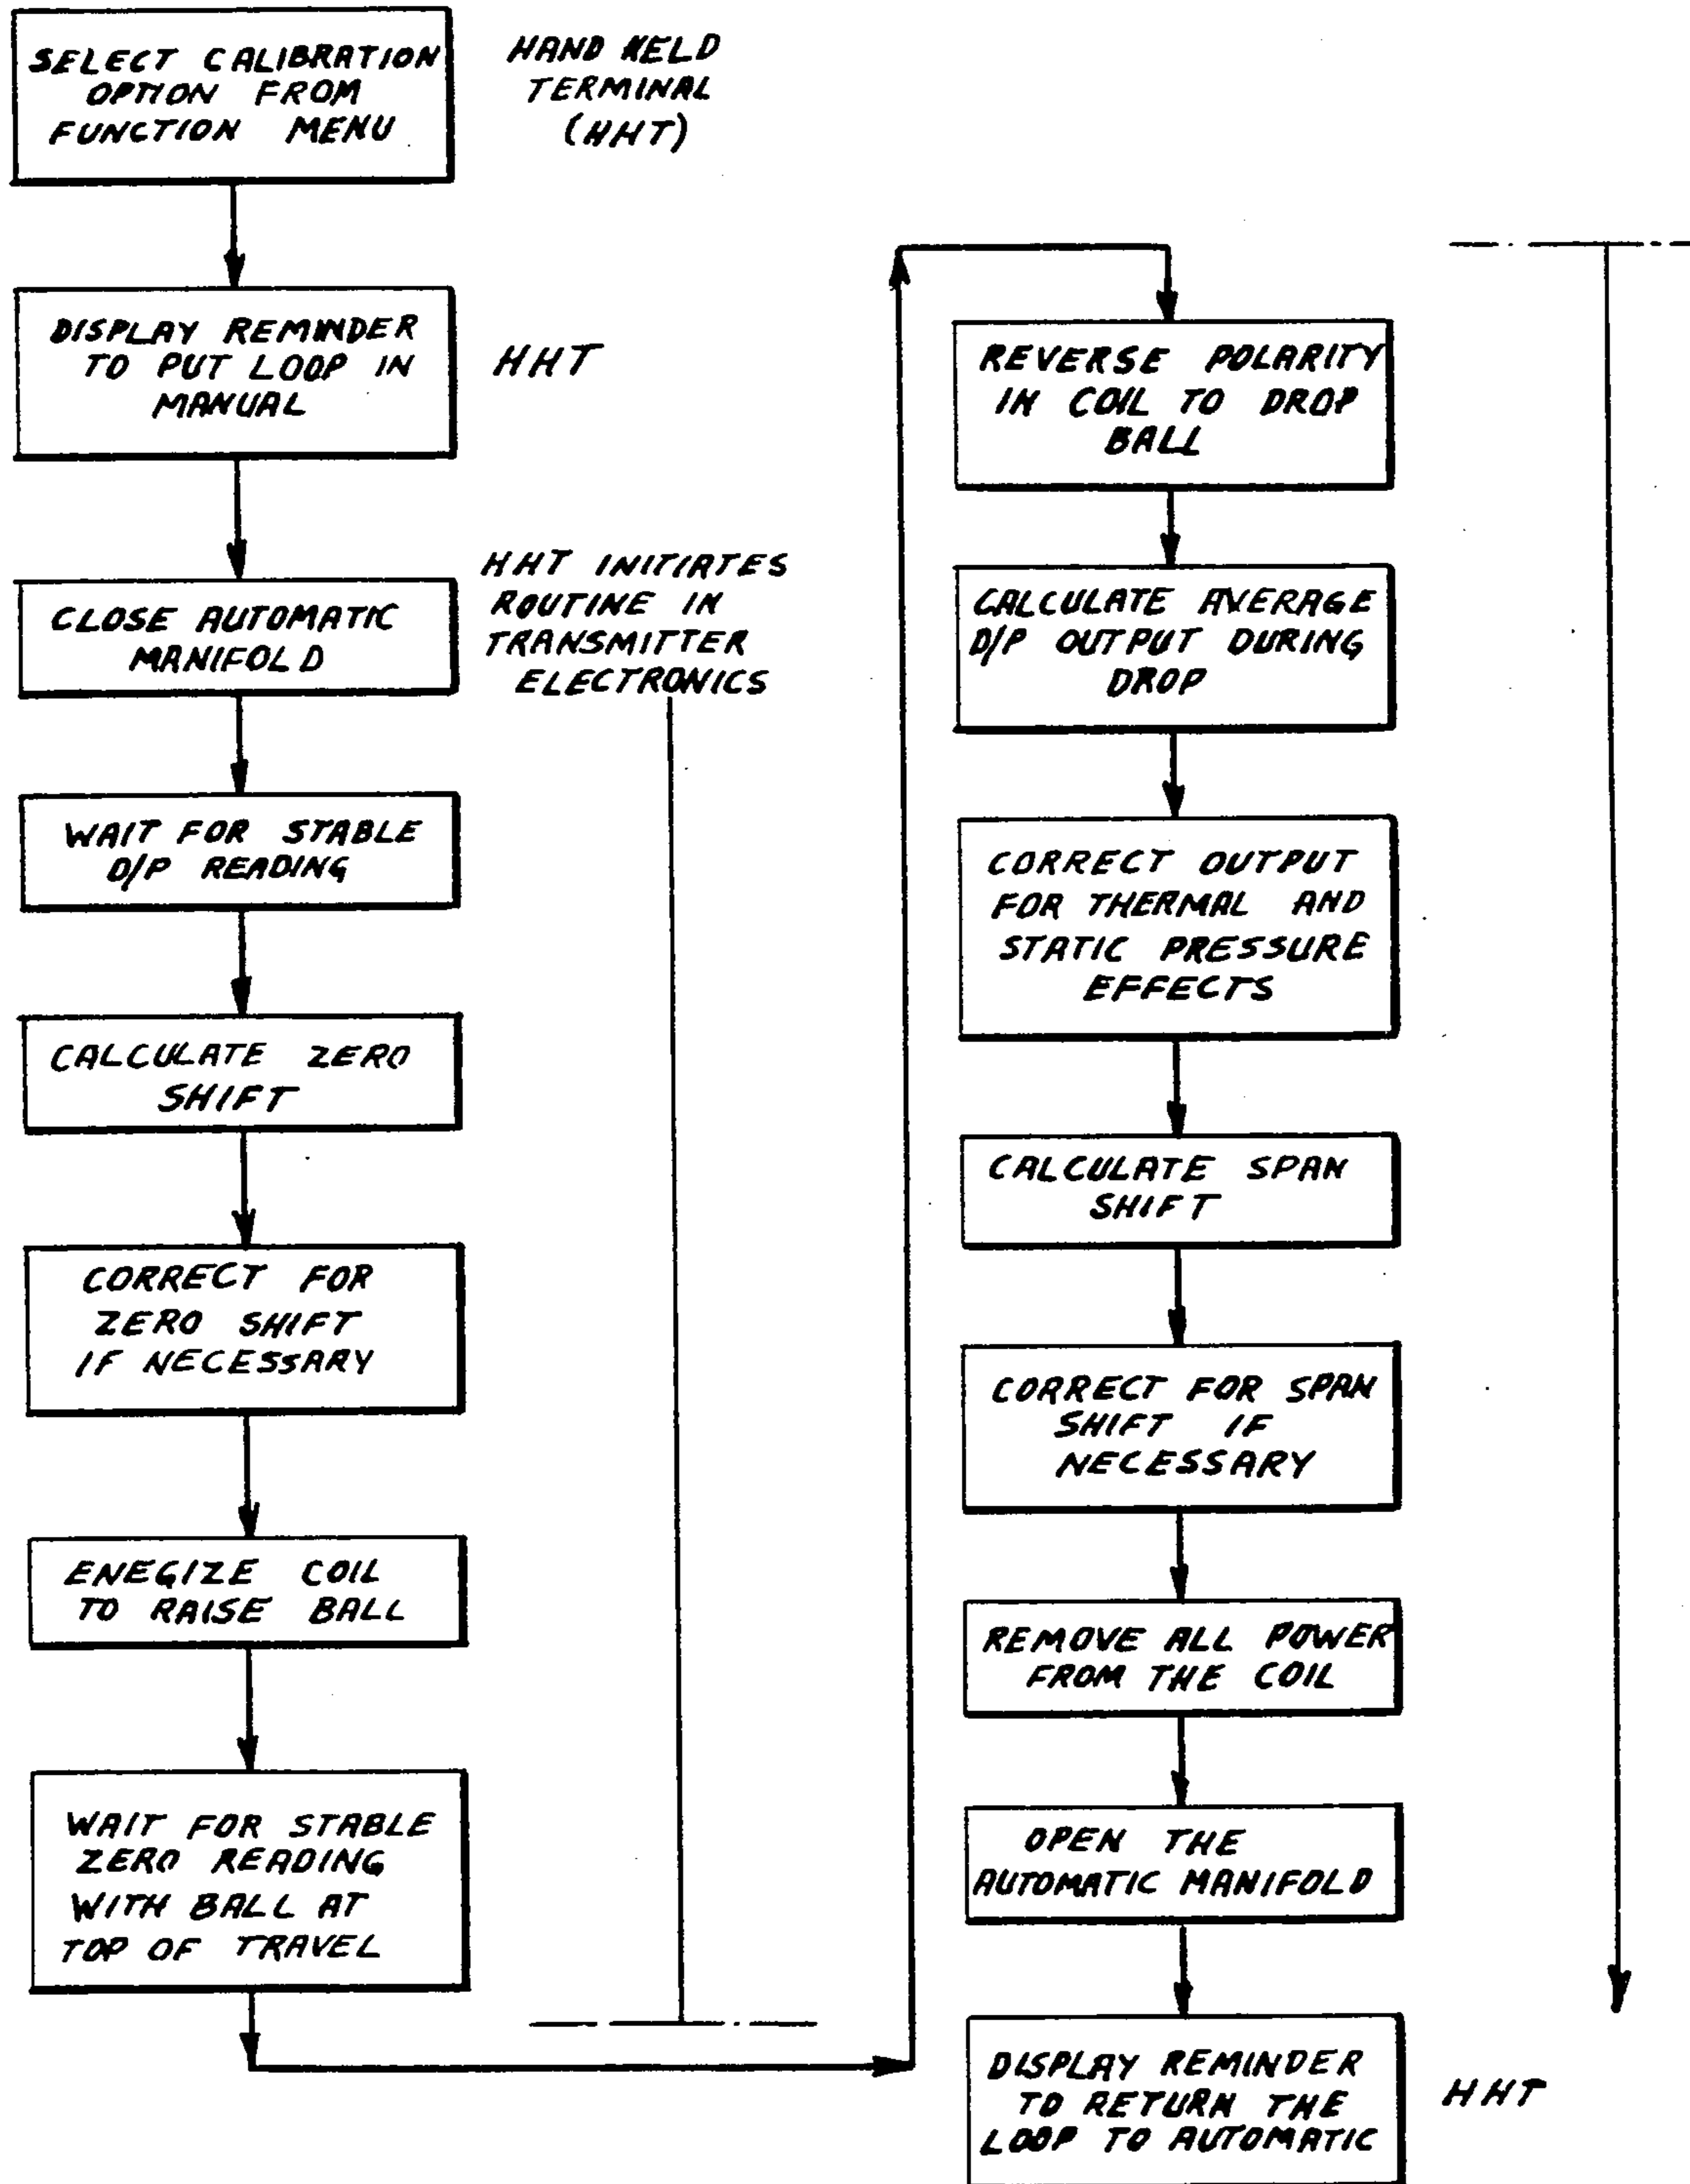 SELECT CALIBRATION
OPTION FROM
FUNCTION MENU
HAND HELD
TERMINAL
(HHT)
DISPLAY REMINDER
TO PUT LOOP IN
MANUAL
HHT
CLOSE AUTOMATIC
MANIFOLD
HHT INITIATES
ROUTINE IN
TRANSMITTER
ELECTRONICS
WAIT FOR STABLE
D/P READING
CALCULATE ZERO
SHIFT
CORRECT FOR
ZERO SHIFT
IF NECESSARY
ENEGIZE COIL
TO RAISE BALL
WAIT FOR STABLE
ZERO READING
WITH BALL AT
TOP OF TRAVEL
REVERSE POLARITY
IN COIL TO DROP
BALL
CALCULATE AVERAGE
D/P OUTPUT DURING
DROP
CORRECT OUTPUT
FOR THERMAL AND
STATIC PRESSURE
EFFECTS
CALCULATE SPAN
SHIFT
CORRECT FOR SPAN
SHIFT IF
NECESSARY
REMOVE ALL POWER
FROM THE COIL
OPEN THE
AUTOMATIC MANIFOLD
DISPLAY REMINDER
TO RETURN THE
LOOP TO AUTOMATIC
HHT